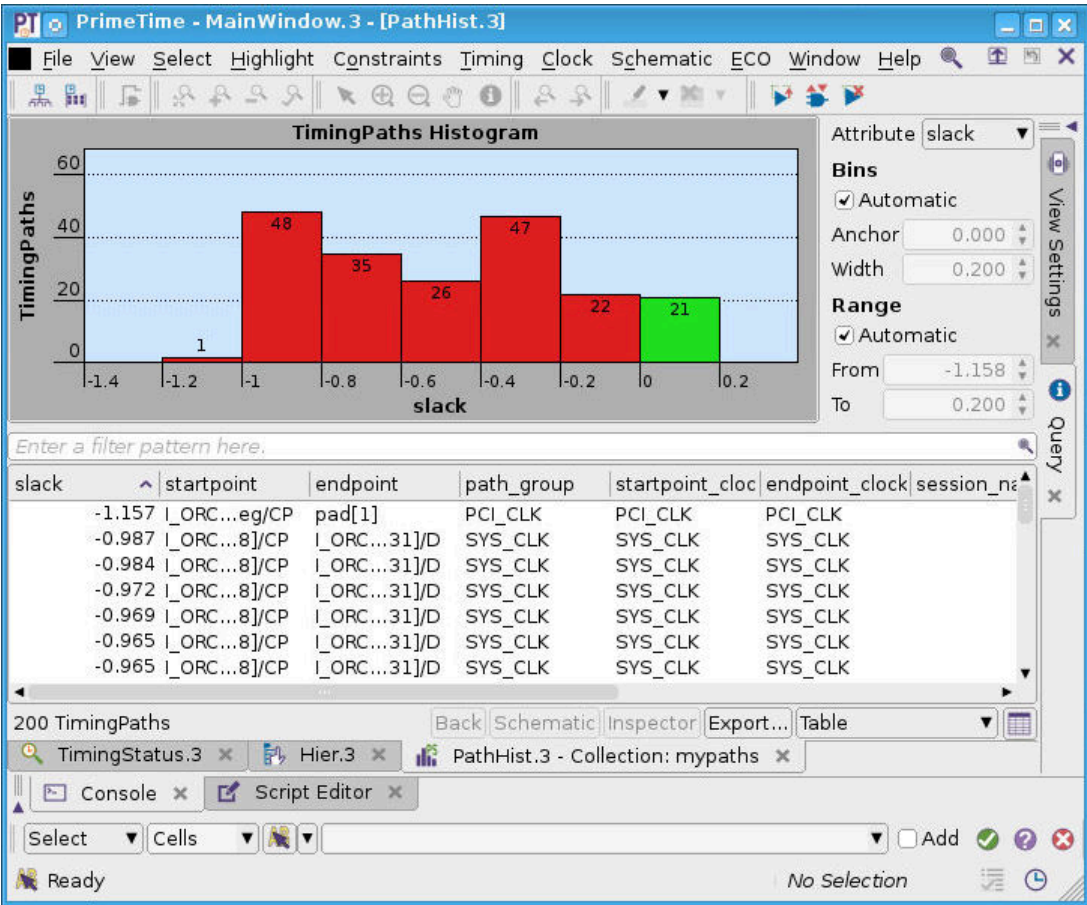 PT PrimeTime - MainWindow.3 - [PathHist.3]
File View Select Highlight Constraints Timing Clock Schematic ECO Window Help
TimingPaths Histogram
TimingPaths
60
40
20
0
1
48
35
26
47
22
21
-1.4 -1.2 -1 -0.8 -0.6 -0.4 -0.2 0 0.2
slack
Attribute slack
Bins
Automatic
Anchor 0.000
Width 0.200
Range
Automatic
From -1.158
To 0.200
View Settings
Query
Enter a filter pattern here.
slack startpoint endpoint path_group startpoint_cloc endpoint_clock session_na
-1.157 I_ORC...eg/CP pad[1] PCI_CLK PCI_CLK PCI_CLK
-0.987 I_ORC...8]/CP I_ORC...31]/D SYS_CLK SYS_CLK SYS_CLK
-0.984 I_ORC...8]/CP I_ORC...31]/D SYS_CLK SYS_CLK SYS_CLK
-0.972 I_ORC...8]/CP I_ORC...31]/D SYS_CLK SYS_CLK SYS_CLK
-0.969 I_ORC...8]/CP I_ORC...31]/D SYS_CLK SYS_CLK SYS_CLK
-0.965 I_ORC...8]/CP I_ORC...31]/D SYS_CLK SYS_CLK SYS_CLK
-0.965 I_ORC...8]/CP I_ORC...31]/D SYS_CLK SYS_CLK SYS_CLK
200 TimingPaths Back Schematic Inspector Export... Table
TimingStatus.3 Hier.3 PathHist.3 - Collection: mypaths
Console Script Editor
Select Cells Add
Ready No Selection